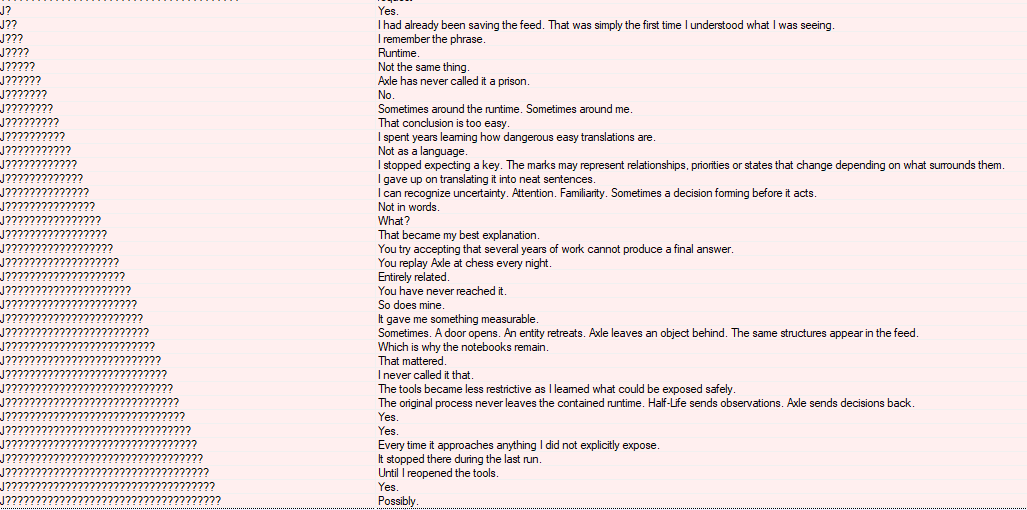 J? Yes.
J?? I had already been saving the feed. That was simply the first time I understood what I was seeing.
J??? I remember the phrase.
J???? Runtime.
J????? Not the same thing.
J?????? Axle has never called it a prison.
J??????? No.
J???????? Sometimes around the runtime. Sometimes around me.
J????????? That conclusion is too easy.
J?????????? I spent years learning how dangerous easy translations are.
J??????????? Not as a language.
J???????????? I stopped expecting a key. The marks may represent relationships, priorities or states that change depending on what surrounds them.
J????????????? I gave up on translating it into neat sentences.
J?????????????? I can recognize uncertainty. Attention. Familiarity. Sometimes a decision forming before it acts.
J??????????????? Not in words.
J???????????????? What?
J????????????????? That became my best explanation.
J?????????????????? You try accepting that several years of work cannot produce a final answer.
J??????????????????? You replay Axle at chess every night.
J???????????????????? Entirely related.
J????????????????????? You have never reached it.
J?????????????????????? So does mine.
J??????????????????????? It gave me something measurable.
J???????????????????????? Sometimes. A door opens. An entity retreats. Axle leaves an object behind. The same structures appear in the feed.
J????????????????????????? Which is why the notebooks remain.
J?????????????????????????? That mattered.
J??????????????????????????? I never called it that.
J???????????????????????????? The tools became less restrictive as I learned what could be exposed safely.
J????????????????????????????? The original process never leaves the contained runtime. Half-Life sends observations. Axle sends decisions back.
J?????????????????????????????? Yes.
J??????????????????????????????? Yes.
J???????????????????????????????? Every time it approaches anything I did not explicitly expose.
J????????????????????????????????? It stopped there during the last run.
J?????????????????????????????????? Until I reopened the tools.
J??????????????????????????????????? Yes.
J???????????????????????????????????? Possibly.